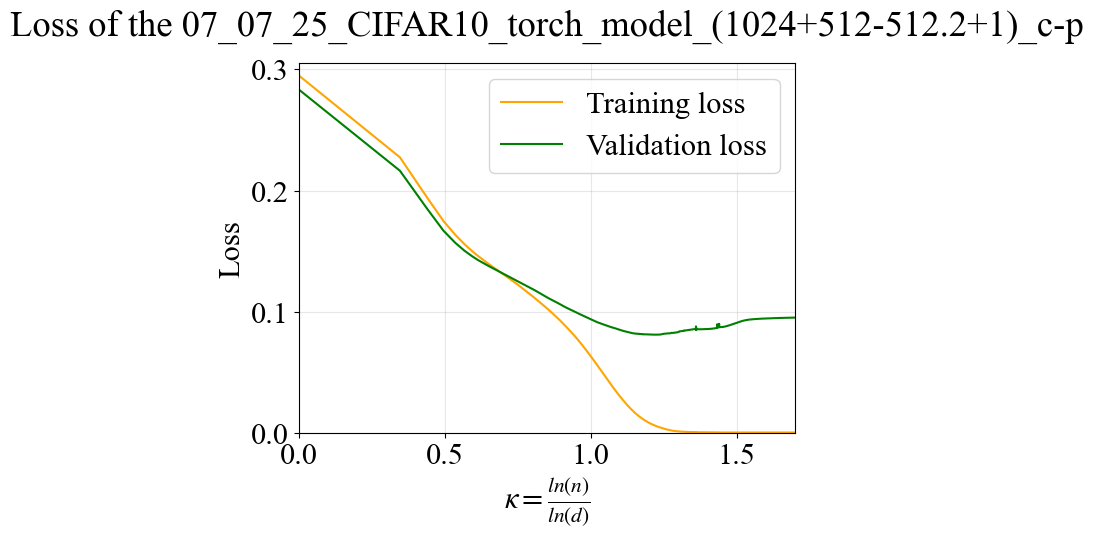 Loss of the 07_07_25_CIFAR10_torch_model_(1024+512-512.2+1)_c-p
Training loss
Validation loss
Loss
0.3
0.2
0.1
0.0
0.0 0.5 1.0 1.5
κ = ln(n)/ln(d)